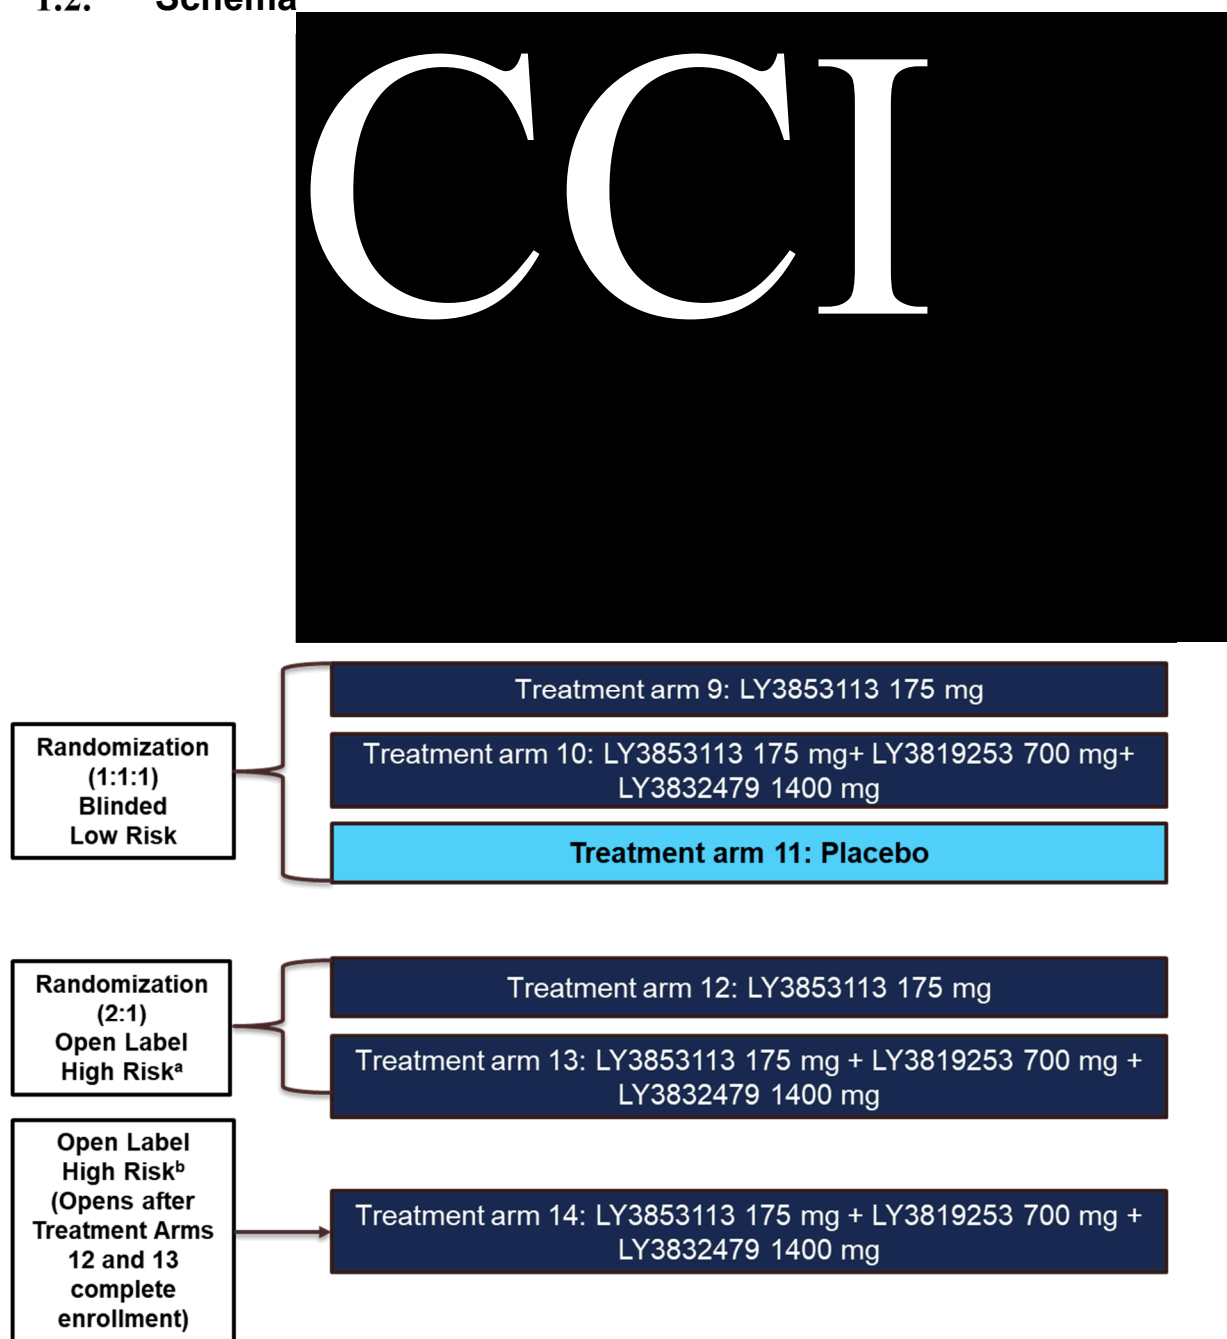 1.2. Schema
CCI
Randomization
(1:1:1)
Blinded
Low Risk
Treatment arm 9: LY3853113 175 mg
Treatment arm 10: LY3853113 175 mg+ LY3819253 700 mg+
LY3832479 1400 mg
Treatment arm 11: Placebo
Randomization
(2:1)
Open Label
High Riskᵃ
Treatment arm 12: LY3853113 175 mg
Treatment arm 13: LY3853113 175 mg + LY3819253 700 mg +
LY3832479 1400 mg
Open Label
High Riskᵇ
(Opens after
Treatment Arms
12 and 13
complete
enrollment)
Treatment arm 14: LY3853113 175 mg + LY3819253 700 mg +
LY3832479 1400 mg